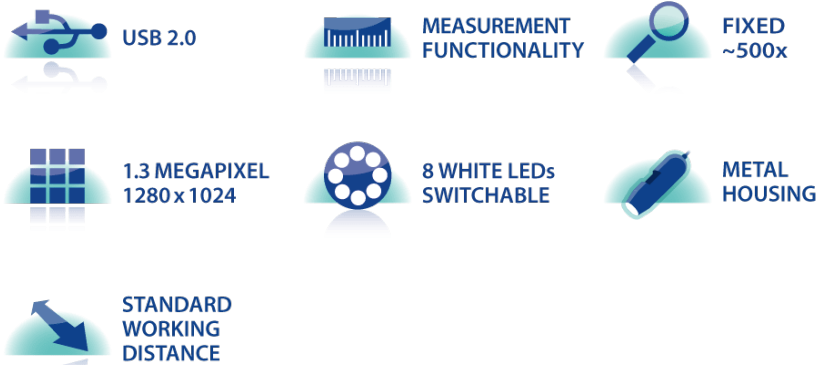 USB 2.0
MEASUREMENT
FUNCTIONALITY
FIXED
~500x
1.3 MEGAPIXEL
1280 x 1024
8 WHITE LEDs
SWITCHABLE
METAL
HOUSING
STANDARD
WORKING
DISTANCE